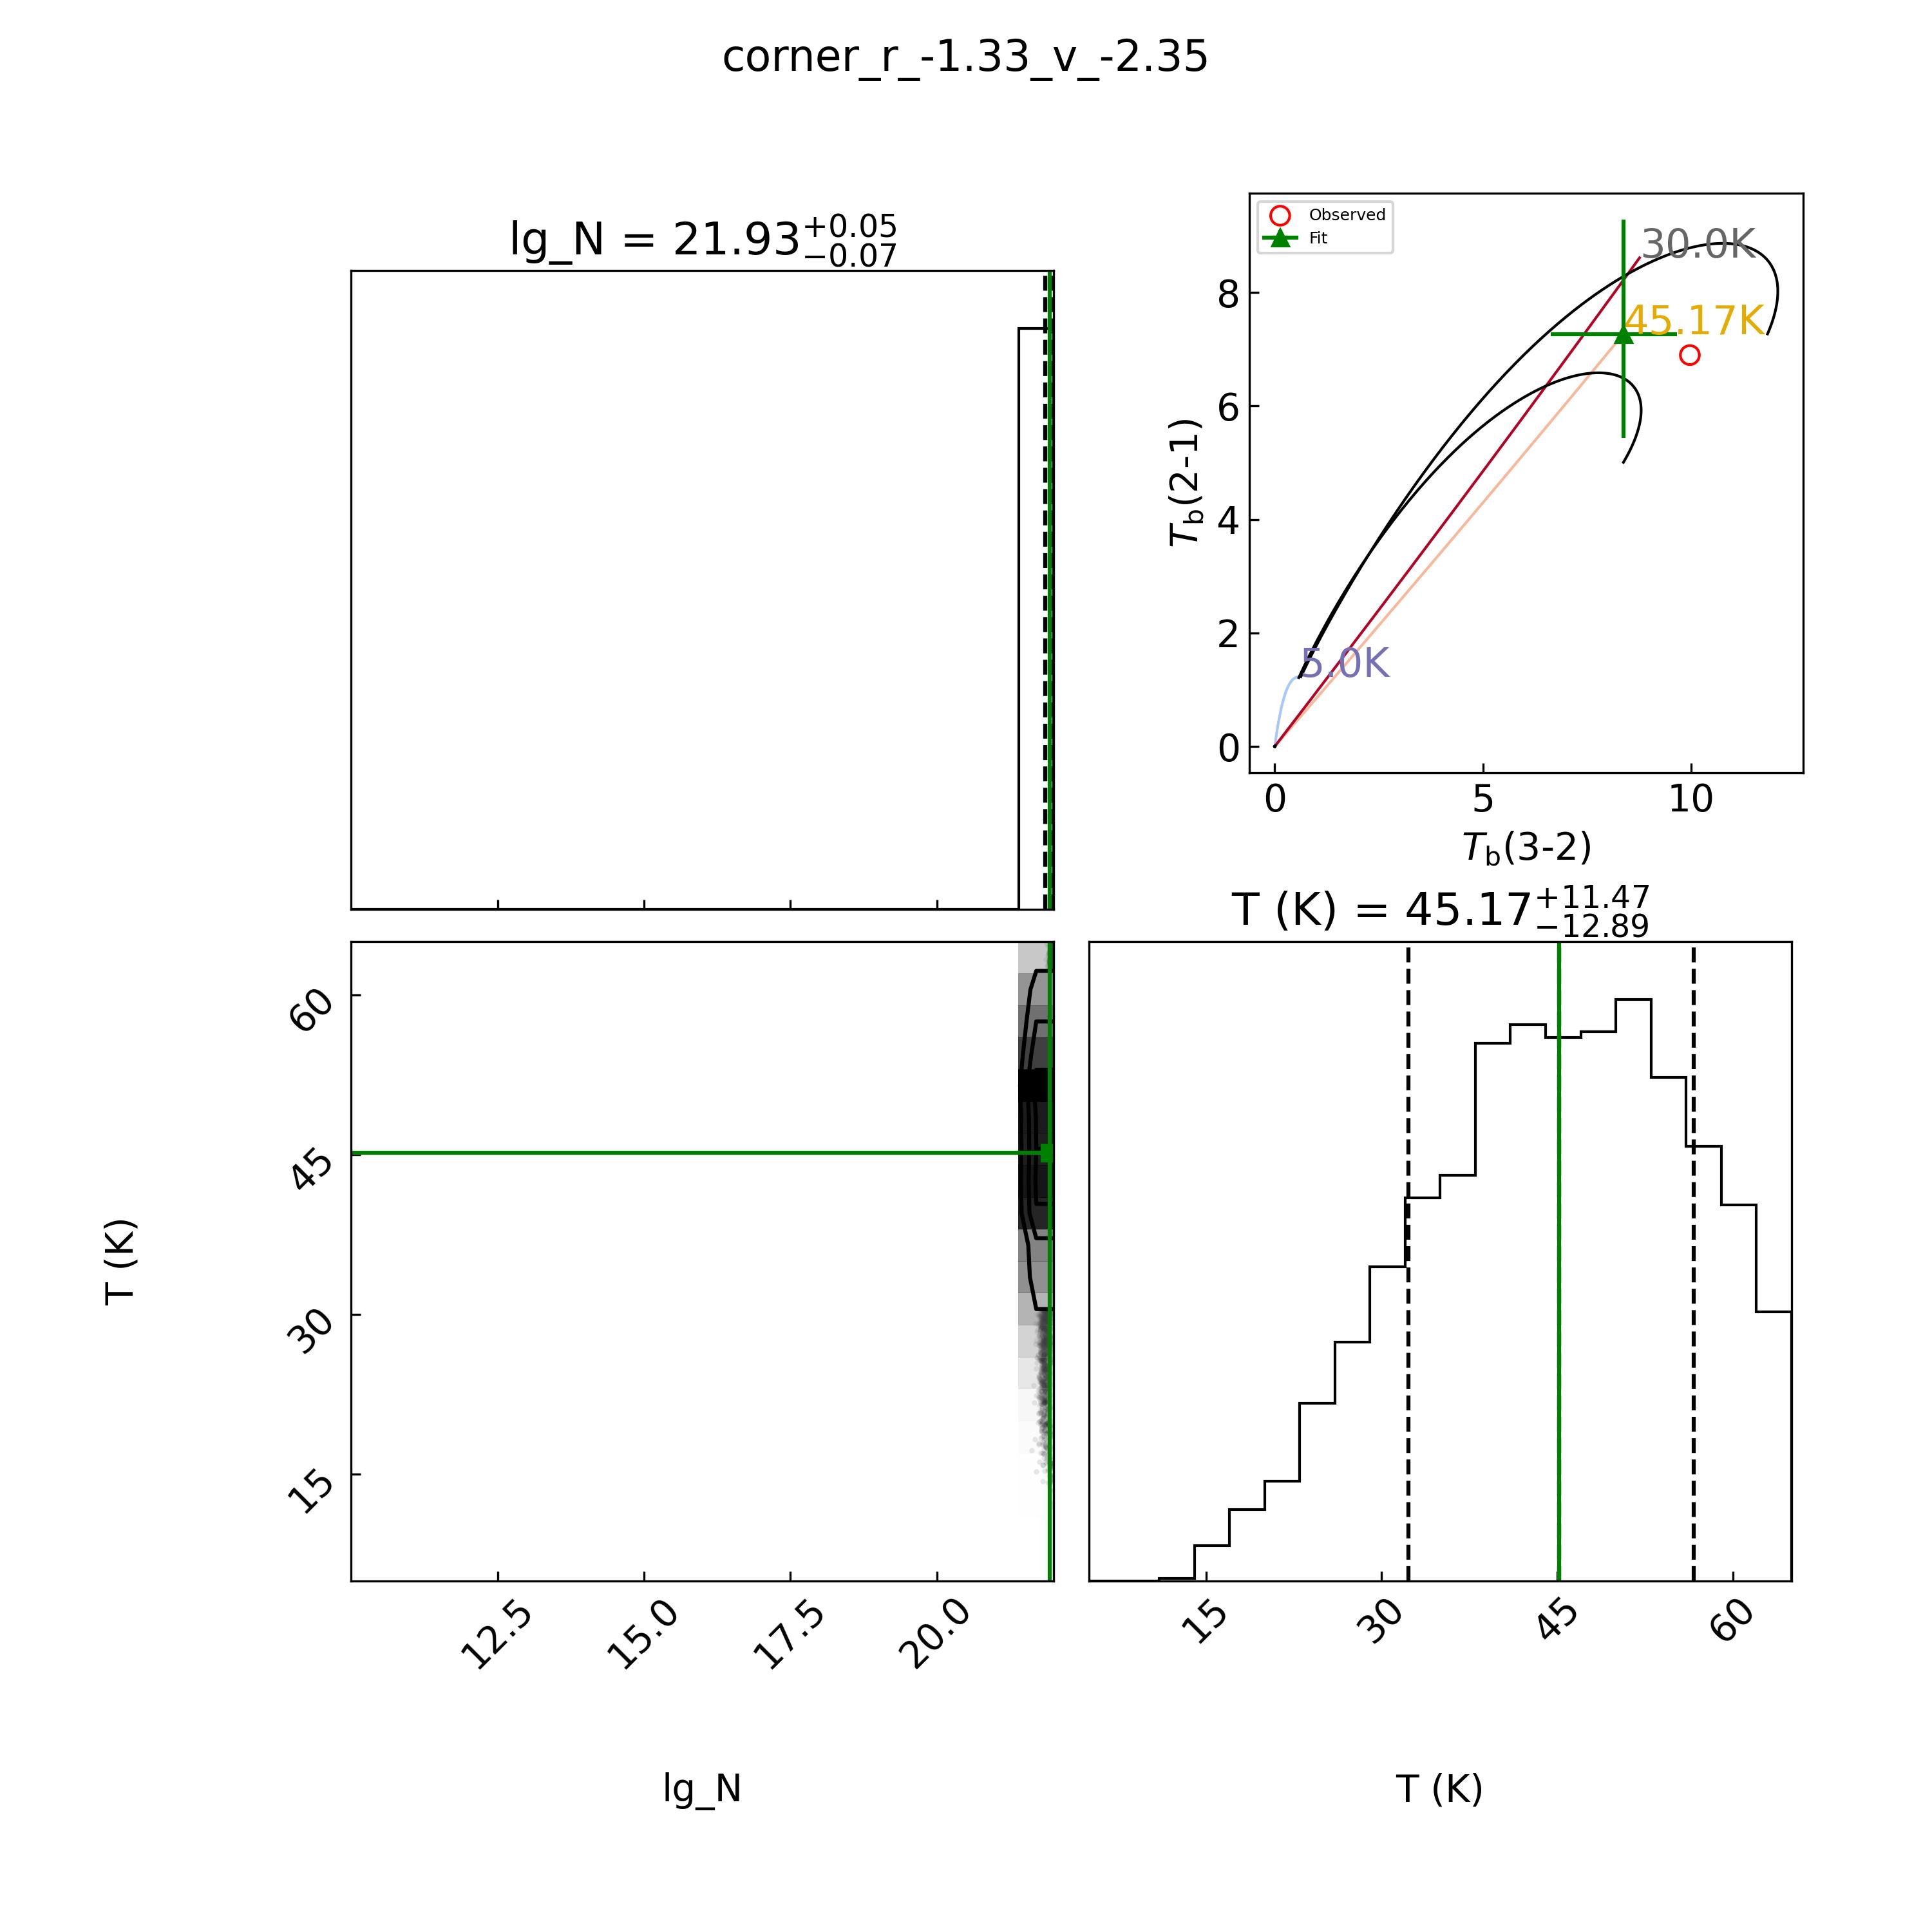 corner_r_-1.33_v_-2.35
lg_N = 21.93+0.05 −0.07
Observed
Fit
30.0K
45.17K
5.0K
8
6
4
2
0
Tb(2-1)
0 5 10
Tb(3-2)
T (K) = 45.17+11.47 −12.89
60
45
30
15
T (K)
12.5 15.0 17.5 20.0
lg_N
15 30 45 60
T (K)